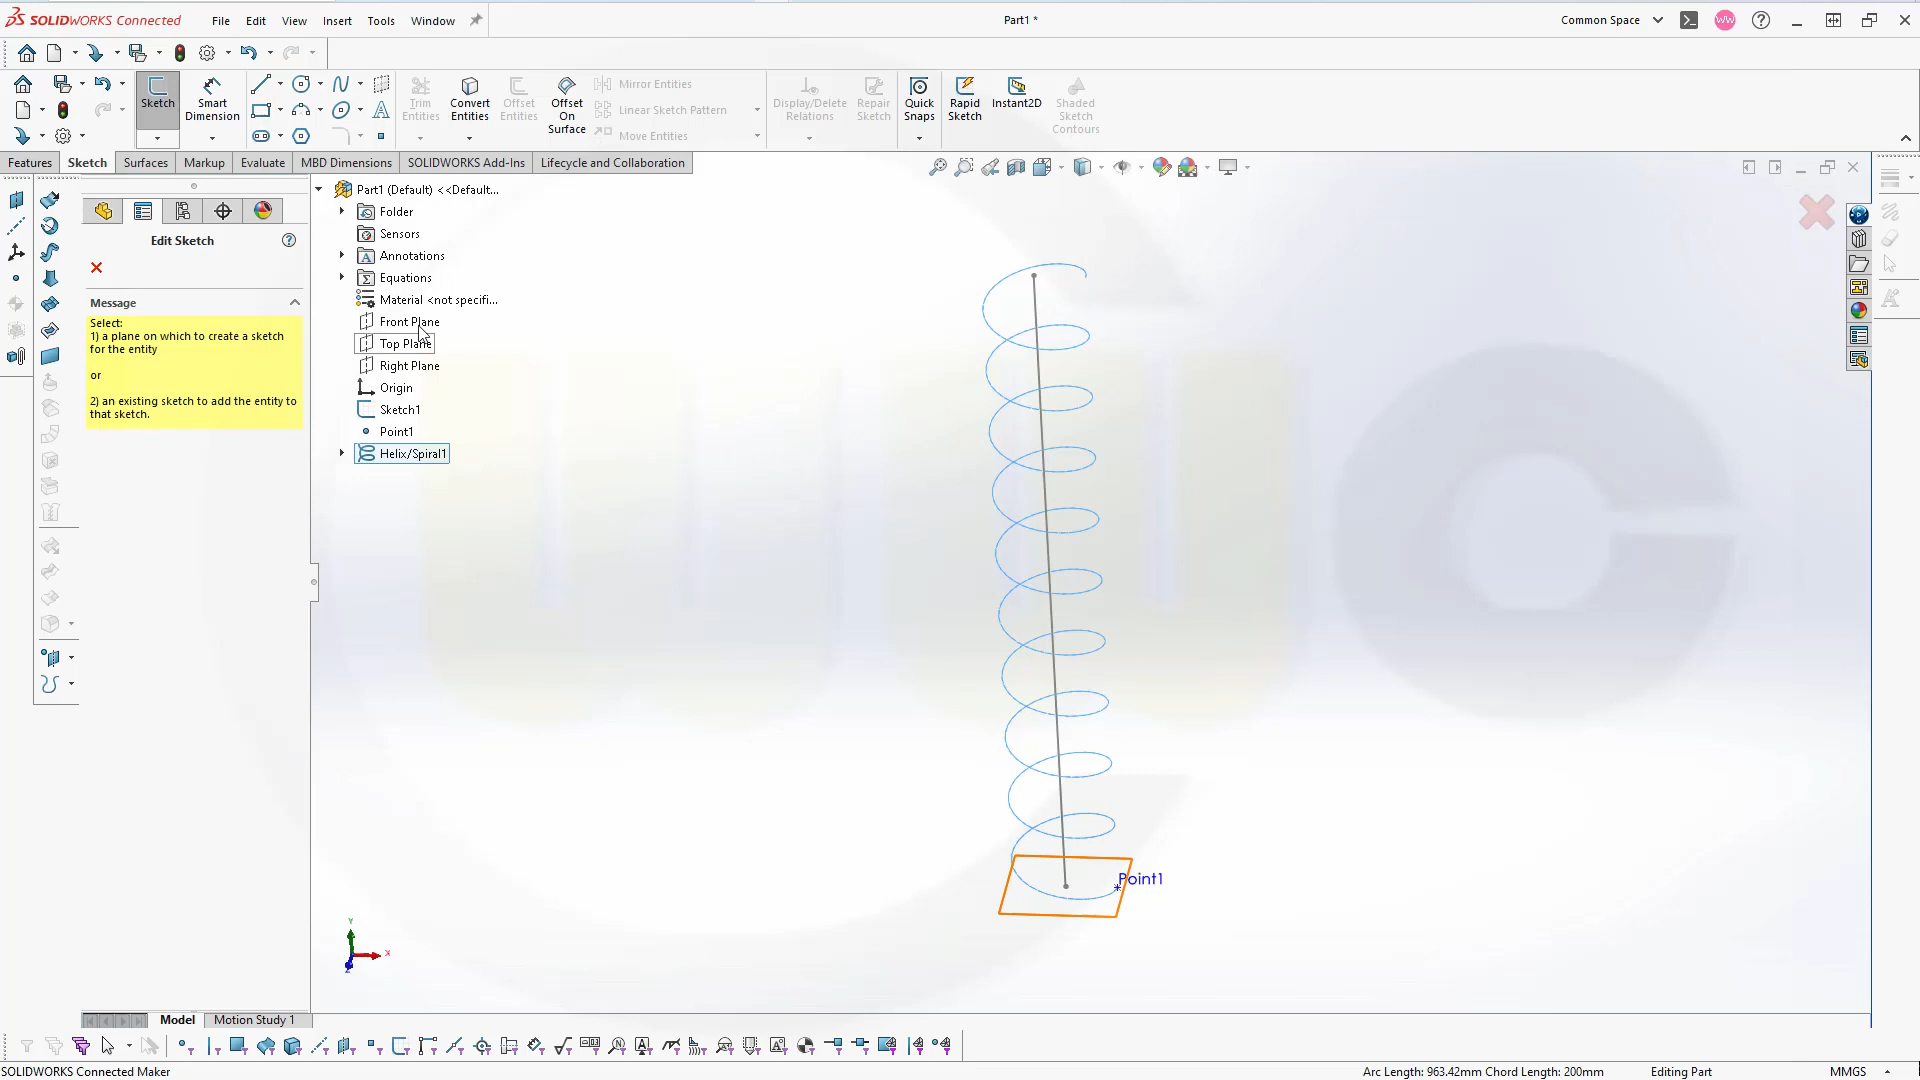 SOLIDWORKS Connected
File
Edit
View
Insert
Tools
Window
Part1 *
Common Space
WW
Sketch
Smart Dimension
Trim Entities
Convert Entities
Offset Entities
Offset On Surface
Mirror Entities
Linear Sketch Pattern
Move Entities
Display/Delete Relations
Repair Sketch
Quick Snaps
Rapid Sketch
Instant2D
Shaded Sketch Contours
Features
Sketch
Surfaces
Markup
Evaluate
MBD Dimensions
SOLIDWORKS Add-Ins
Lifecycle and Collaboration
Edit Sketch
Message
Select:
1) a plane on which to create a sketch
for the entity
or
2) an existing sketch to add the entity to
that sketch.
Part1 (Default) <<Default...
Folder
Sensors
Annotations
Equations
Material <not specifi...
Front Plane
Top Plane
Right Plane
Origin
Sketch1
Point1
Helix/Spiral1
Point1
Y
X
Z
Model
Motion Study 1
SOLIDWORKS Connected Maker
Arc Length: 963.42mm Chord Length: 200mm
Editing Part
MMGS